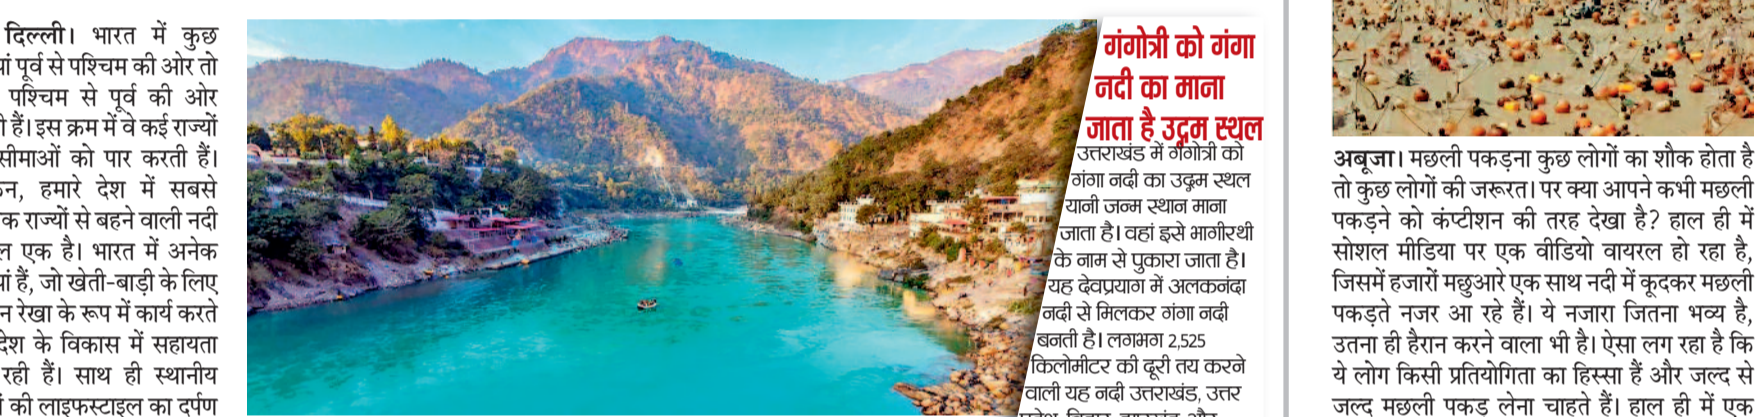 दिल्ली। भारत में कुछ
पूर्व से पश्चिम की ओर तो
पश्चिम से पूर्व की ओर
हैं। इस क्रम में वे कई राज्यों
सीमाओं को पार करती हैं।
हमारे देश में सबसे
राज्यों से बहने वाली नदी
एक है। भारत में अनेक
हैं, जो खेती-बाड़ी के लिए
रेखा के रूप में कार्य करते
के विकास में सहायता
रही हैं। साथ ही स्थानीय
की लाइफस्टाइल का दर्पण
गंगोत्री को गंगा
नदी का माना
जाता है उद्गम स्थल
उत्तराखंड में गंगोत्री को
गंगा नदी का उद्गम स्थल
यानी जन्म स्थान माना
जाता है। वहां इसे भागीरथी
के नाम से पुकारा जाता है।
यह देवप्रयाग में अलकनंदा
नदी से मिलकर गंगा नदी
बनती है। लगभग 2,525
किलोमीटर की दूरी तय करने
वाली यह नदी उत्तराखंड, उत्तर
अबूजा। मछली पकड़ना कुछ लोगों का शौक होता है
तो कुछ लोगों की जरूरत। पर क्या आपने कभी मछली
पकड़ने को कंप्टीशन की तरह देखा है? हाल ही में
सोशल मीडिया पर एक वीडियो वायरल हो रहा है,
जिसमें हजारों मछुआरे एक साथ नदी में कूदकर मछली
पकड़ते नजर आ रहे हैं। ये नजारा जितना भव्य है,
उतना ही हैरान करने वाला भी है। ऐसा लग रहा है कि
ये लोग किसी प्रतियोगिता का हिस्सा हैं और जल्द से
जल्द मछली पकड लेना चाहते हैं। हाल ही में एक